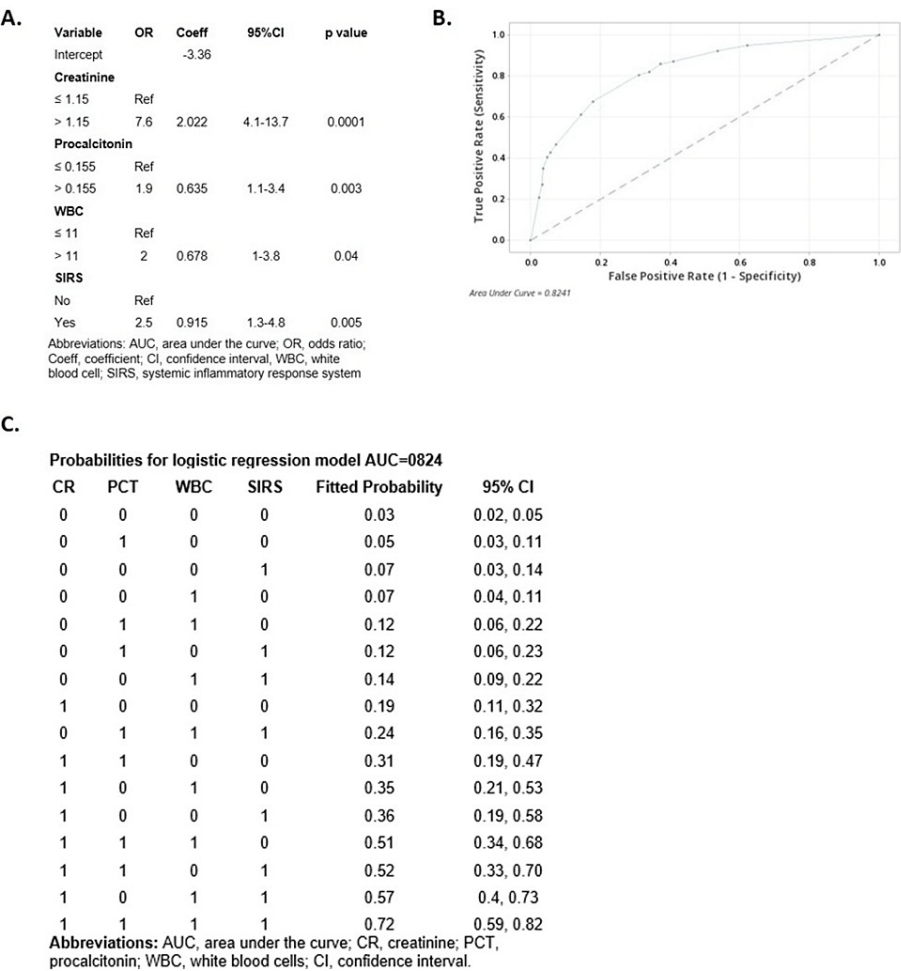 A.
Variable OR Coeff 95%CI p value
Intercept -3.36
Creatinine
≤ 1.15 Ref
> 1.15 7.6 2.022 4.1-13.7 0.0001
Procalcitonin
≤ 0.155 Ref
> 0.155 1.9 0.635 1.1-3.4 0.003
WBC
≤ 11 Ref
> 11 2 0.678 1-3.8 0.04
SIRS
No Ref
Yes 2.5 0.915 1.3-4.8 0.005
Abbreviations: AUC, area under the curve; OR, odds ratio;
Coeff, coefficient; CI, confidence interval, WBC, white
blood cell; SIRS, systemic inflammatory response system
B.
True Positive Rate (Sensitivity)
1.0
0.8
0.6
0.4
0.2
0.0
0.0 0.2 0.4 0.6 0.8 1.0
False Positive Rate (1 - Specificity)
Area Under Curve = 0.8241
C.
Probabilities for logistic regression model AUC=0824
CR PCT WBC SIRS Fitted Probability 95% CI
0 0 0 0 0.03 0.02, 0.05
0 1 0 0 0.05 0.03, 0.11
0 0 0 1 0.07 0.03, 0.14
0 0 1 0 0.07 0.04, 0.11
0 1 1 0 0.12 0.06, 0.22
0 1 0 1 0.12 0.06, 0.23
0 0 1 1 0.14 0.09, 0.22
1 0 0 0 0.19 0.11, 0.32
0 1 1 1 0.24 0.16, 0.35
1 1 0 0 0.31 0.19, 0.47
1 0 1 0 0.35 0.21, 0.53
1 0 0 1 0.36 0.19, 0.58
1 1 1 0 0.51 0.34, 0.68
1 1 0 1 0.52 0.33, 0.70
1 0 1 1 0.57 0.4, 0.73
1 1 1 1 0.72 0.59, 0.82
Abbreviations: AUC, area under the curve; CR, creatinine; PCT,
procalcitonin; WBC, white blood cells; CI, confidence interval.